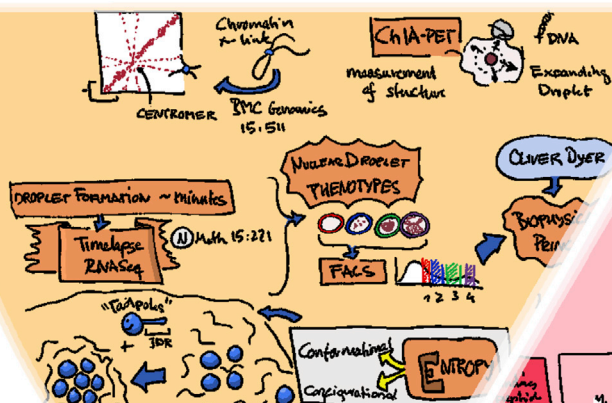 Chromatin
x-link
CENTROMER
BMC Genomics
15:511
ChIA-PET
measurement
of structure
DNA
Expanding
Droplet
DROPLET FORMATION ~ minutes
Timelapse
RNASeq
N Meth 15:221
NUCLEAR DROPLET
PHENOTYPES
FACS
1 2 3 4
OLIVER DYER
"Tadpoles"
+
IDR
Conformational
Configurational
ENTROPY